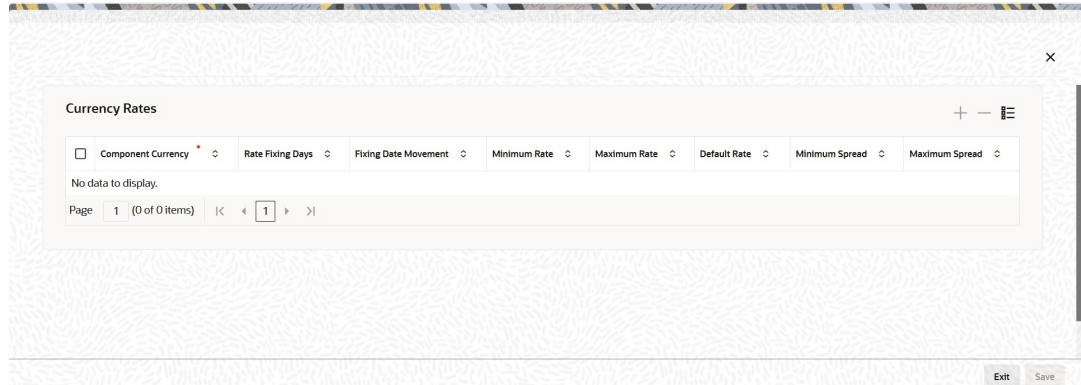 Currency Rates
Component Currency * Rate Fixing Days Fixing Date Movement Minimum Rate Maximum Rate Default Rate Minimum Spread Maximum Spread
No data to display.
Page 1 (0 of 0 items) 1
Exit Save